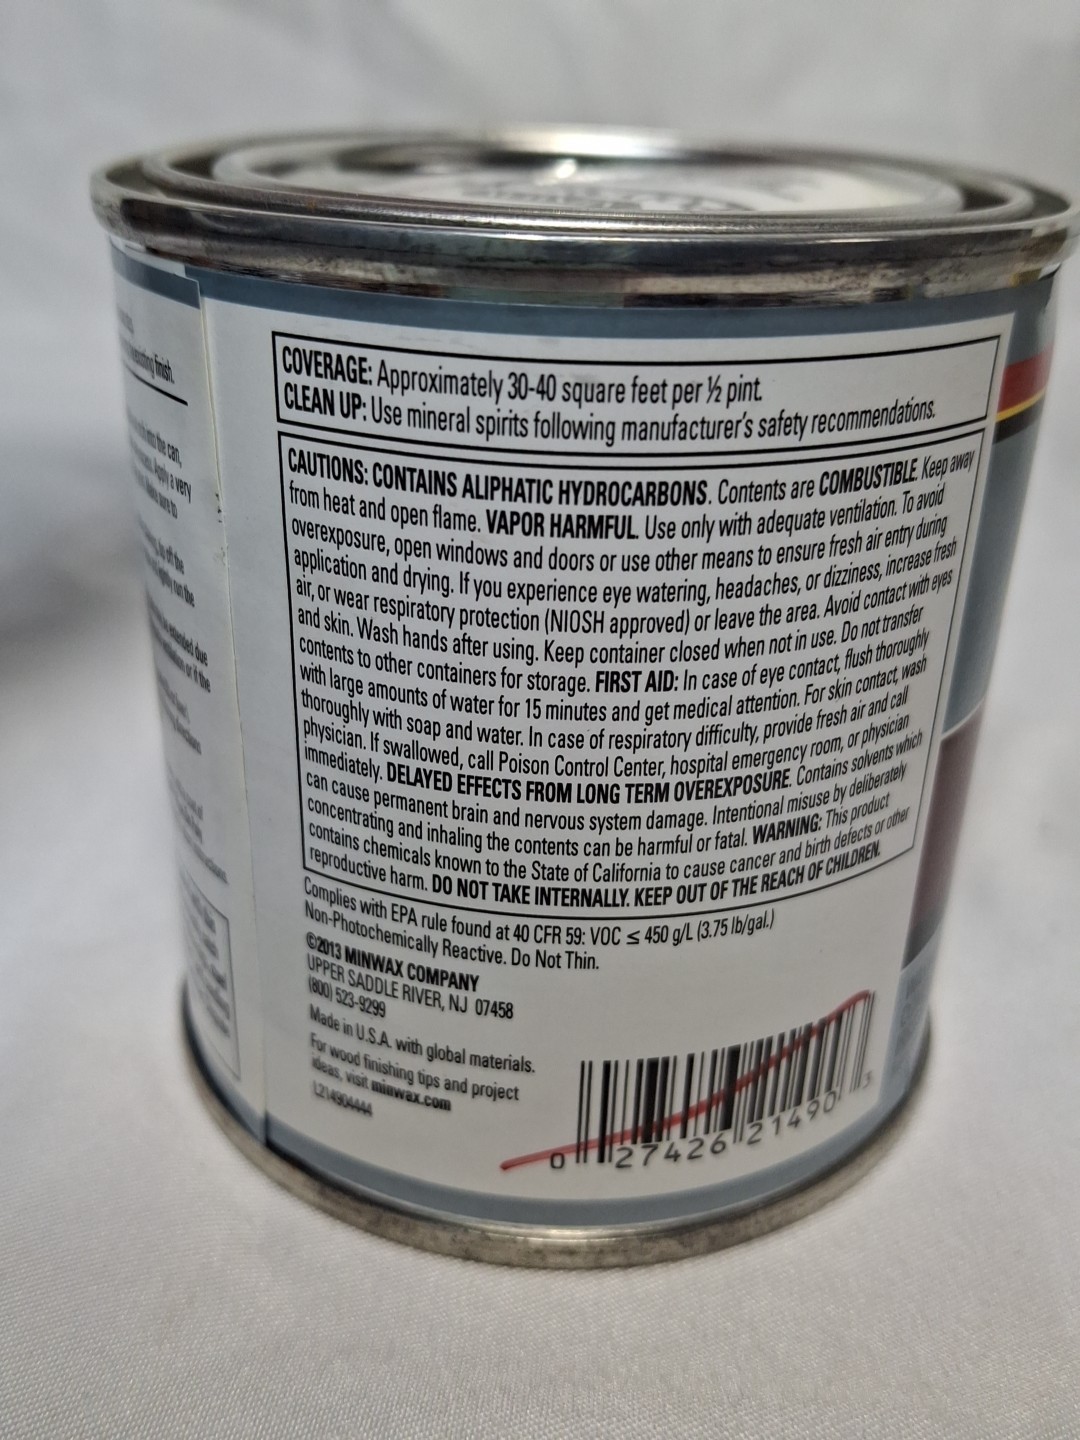 COVERAGE: Approximately 30-40 square feet per ½ pint.
CLEAN UP: Use mineral spirits following manufacturer's safety recommendations.
CAUTIONS: CONTAINS ALIPHATIC HYDROCARBONS. Contents are COMBUSTIBLE. Keep away
from heat and open flame. VAPOR HARMFUL. Use only with adequate ventilation. To avoid
overexposure, open windows and doors or use other means to ensure fresh air entry during
application and drying. If you experience eye watering, headaches, or dizziness, increase fresh
air, or wear respiratory protection (NIOSH approved) or leave the area. Avoid contact with eyes
and skin. Wash hands after using. Keep container closed when not in use. Do not transfer
contents to other containers for storage. FIRST AID: In case of eye contact, flush thoroughly
with large amounts of water for 15 minutes and get medical attention. For skin contact, wash
thoroughly with soap and water. In case of respiratory difficulty, provide fresh air and call
physician. If swallowed, call Poison Control Center, hospital emergency room, or physician
immediately. DELAYED EFFECTS FROM LONG TERM OVEREXPOSURE. Contains solvents which
can cause permanent brain and nervous system damage. Intentional misuse by deliberately
concentrating and inhaling the contents can be harmful or fatal. WARNING: This product
contains chemicals known to the State of California to cause cancer and birth defects or other
reproductive harm. DO NOT TAKE INTERNALLY. KEEP OUT OF THE REACH OF CHILDREN.
Complies with EPA rule found at 40 CFR 59: VOC ≤ 450 g/L (3.75 lb/gal.)
Non-Photochemically Reactive. Do Not Thin.
©2013 MINWAX COMPANY
UPPER SADDLE RIVER, NJ 07458
(800) 523-9299
Made in U.S.A. with global materials.
For wood finishing tips and project
ideas, visit minwax.com
L214904444
0 27426 21490 3
finish.
into the can,
Apply a very